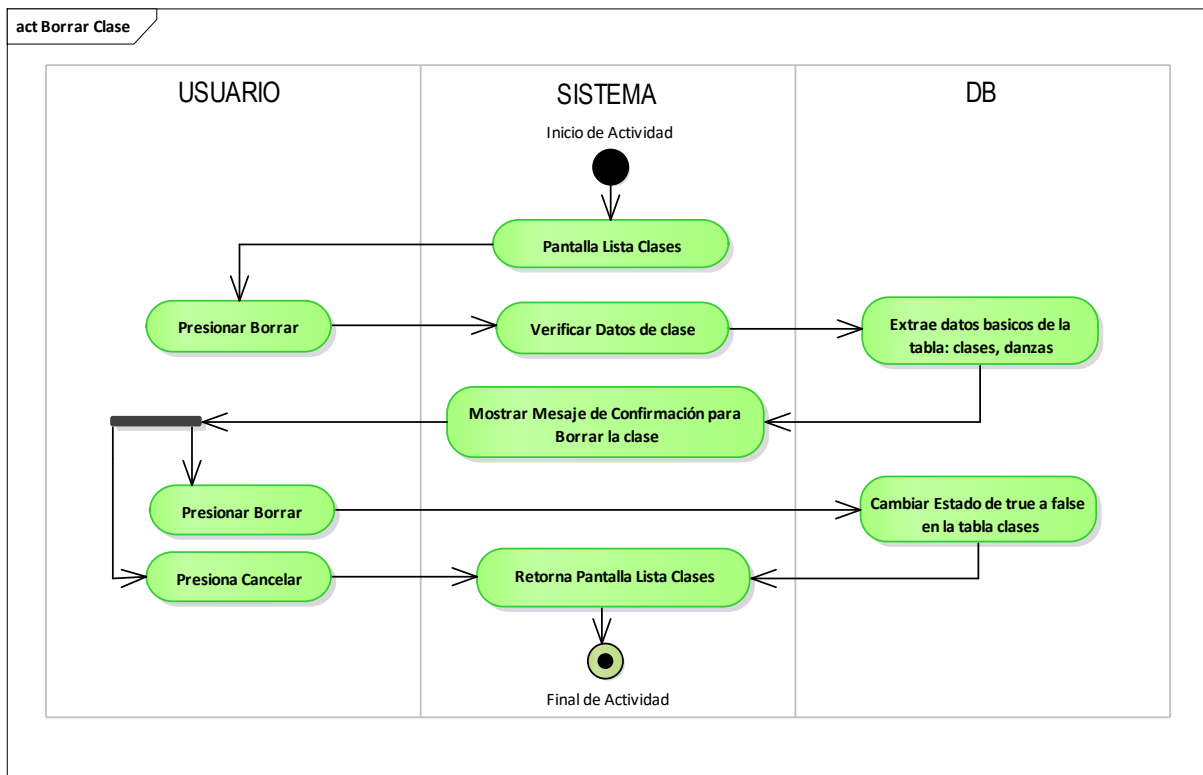 act Borrar Clase
USUARIO
SISTEMA
DB
Inicio de Actividad
Pantalla Lista Clases
Presionar Borrar
Verificar Datos de clase
Extrae datos basicos de la
tabla: clases, danzas
Mostrar Mesaje de Confirmación para
Borrar la clase
Presionar Borrar
Cambiar Estado de true a false
en la tabla clases
Presiona Cancelar
Retorna Pantalla Lista Clases
Final de Actividad